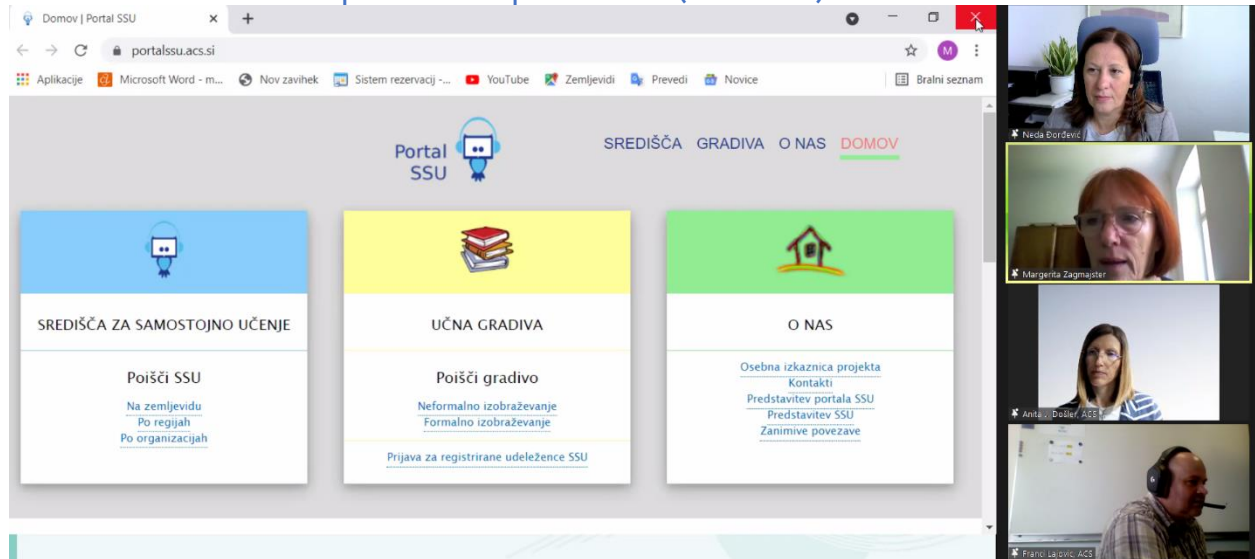 Domov | Portal SSU
portalssu.acs.si
M
Aplikacije Microsoft Word - m... Nov zavihek Sistem rezervacij -... YouTube Zemljevidi Prevedi Novice Bralni seznam
Portal
SSU
SREDIŠČA GRADIVA O NAS DOMOV
SREDIŠČA ZA SAMOSTOJNO UČENJE
Poišči SSU
Na zemljevidu
Po regijah
Po organizacijah
UČNA GRADIVA
Poišči gradivo
Neformalno izobraževanje
Formalno izobraževanje
Prijava za registrirane udeležence SSU
O NAS
Osebna izkaznica projekta
Kontakti
Predstavitev portala SSU
Predstavitev SSU
Zanimive povezave
Neda Đorđević
Margerita Zagmajster
Anita J. Došler, ACS
Franci Lajovic, ACS